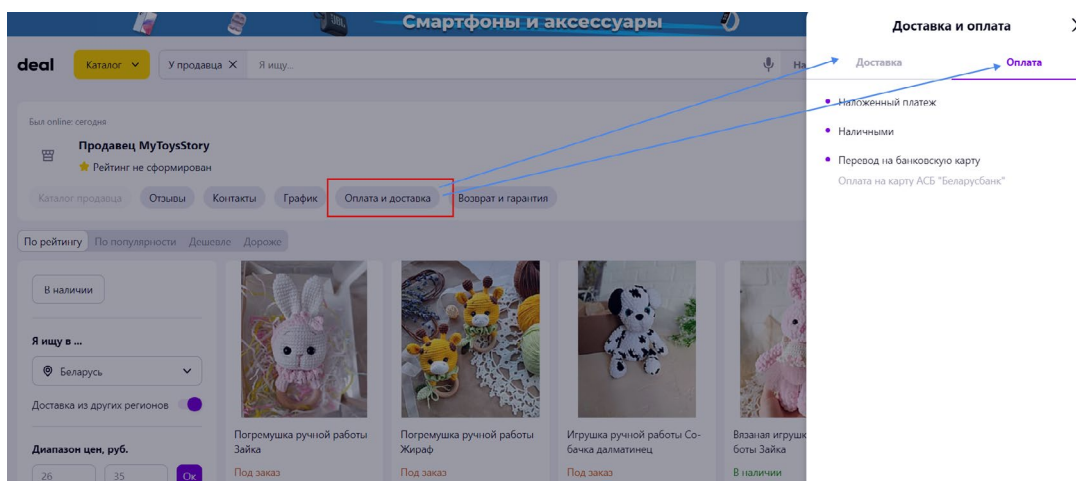 Смартфоны и аксессуары
JBL
deal
Каталог
У продавца X
Я ищу...
На
Был online: сегодня
Продавец MyToysStory
Рейтинг не сформирован
Каталог продавца
Отзывы
Контакты
График
Оплата и доставка
Возврат и гарантия
По рейтингу
По популярности
Дешевле
Дороже
В наличии
Я ищу в ...
Беларусь
Доставка из других регионов
Диапазон цен, руб.
26
35
Ок
Погремушка ручной работы
Зайка
Под заказ
Погремушка ручной работы
Жираф
Под заказ
Игрушка ручной работы Со-
бачка далматинец
Под заказ
Вязаная игрушк
боты Зайка
В наличии
Доставка и оплата
Доставка
Оплата
Наложенный платеж
Наличными
Перевод на банковскую карту
Оплата на карту АСБ "Беларусбанк"